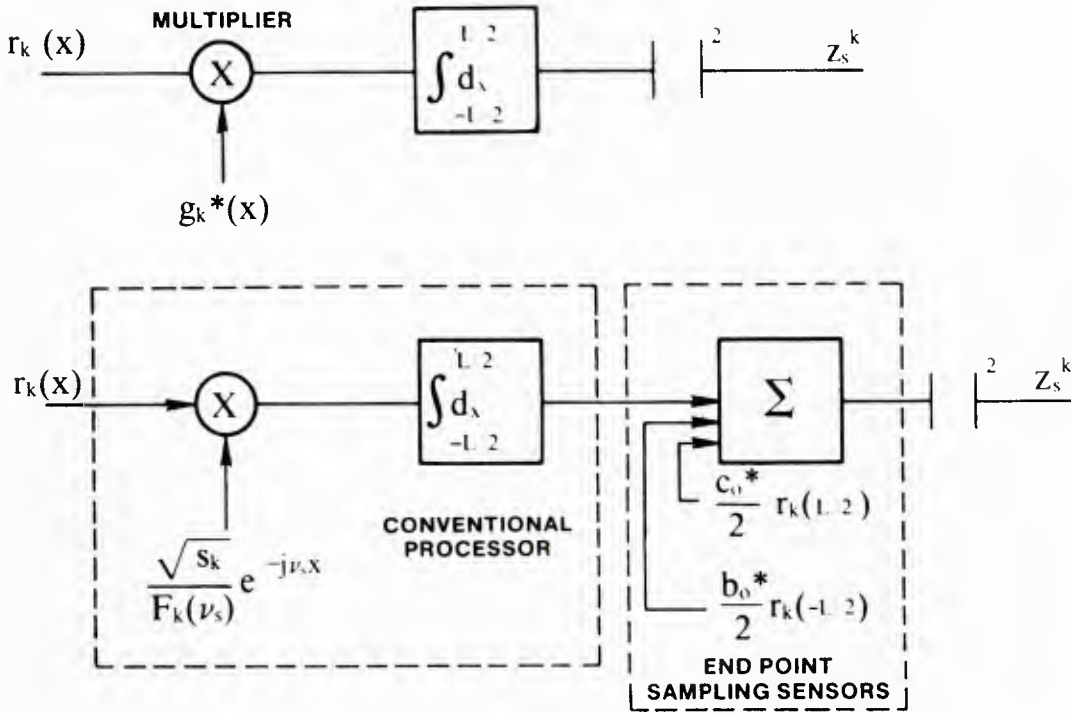 MULTIPLIER
r_k (x)
X
∫ d_x
L 2
-L 2
| |^2
Z_s^k
g_k*(x)
r_k(x)
X
∫ d_x
L 2
-L 2
Σ
| |^2
Z_s^k
c_o*/2 r_k(L 2)
b_o*/2 r_k(-L 2)
√s_k / F_k(ν_s) e^-jν_s x
CONVENTIONAL
PROCESSOR
END POINT
SAMPLING SENSORS